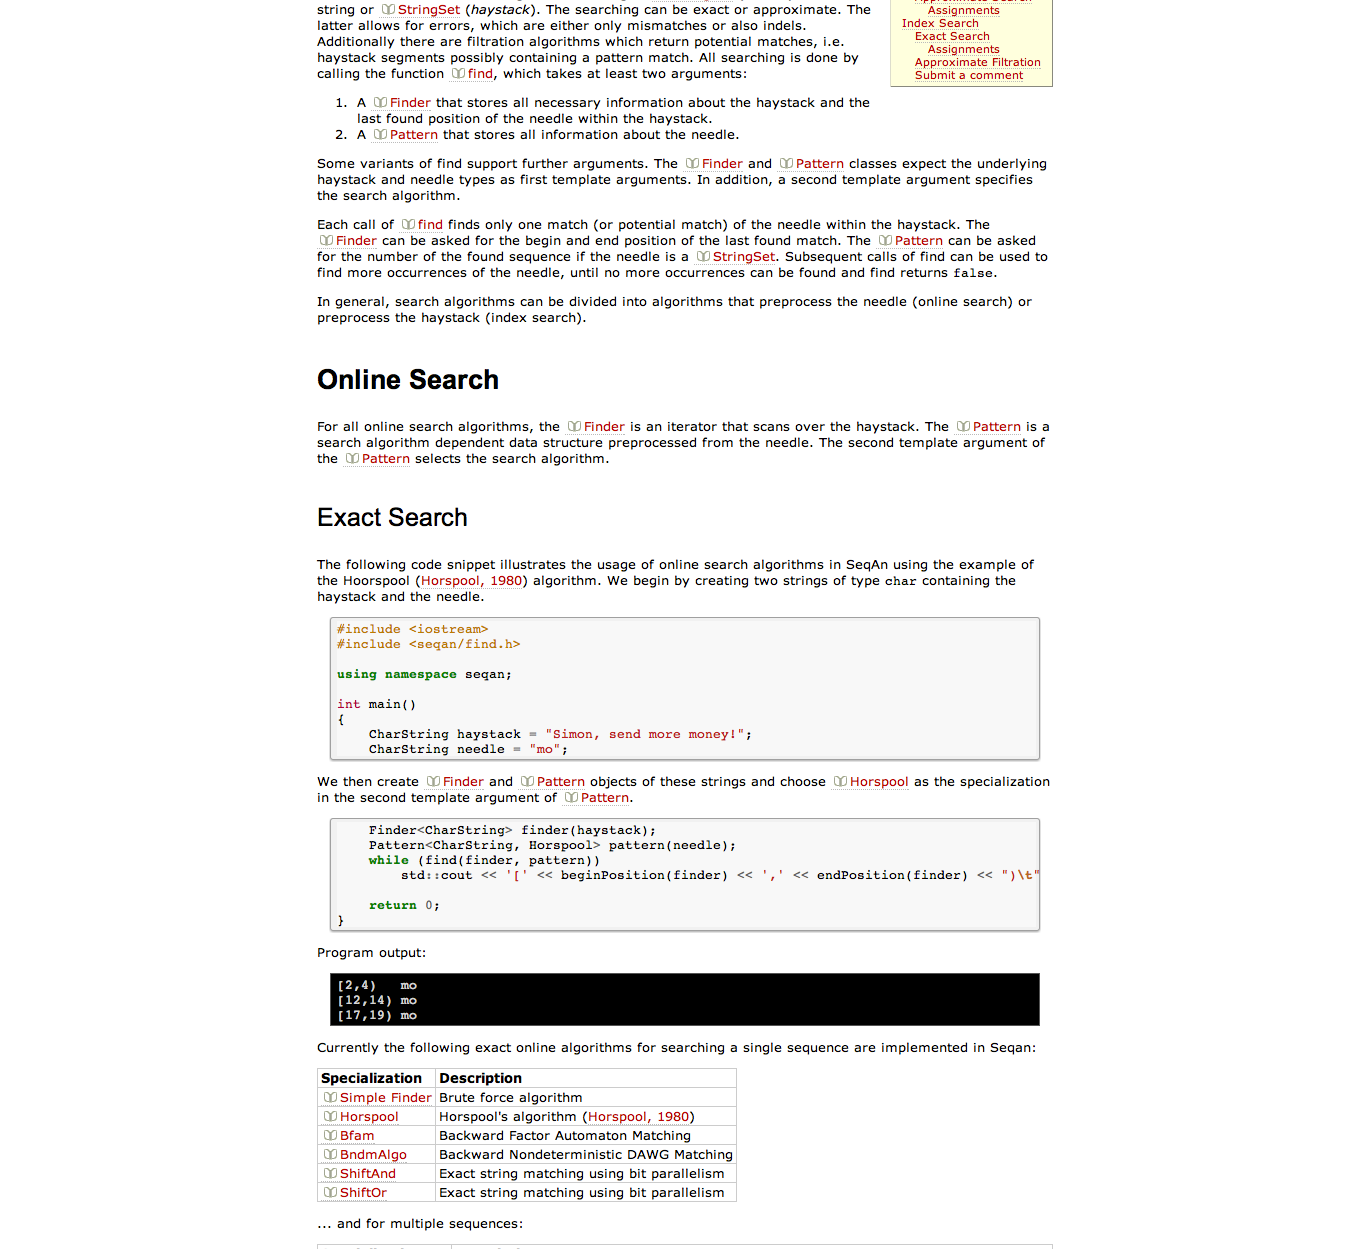 string or StringSet (haystack). The searching can be exact or approximate. The
latter allows for errors, which are either only mismatches or also indels.
Additionally there are filtration algorithms which return potential matches, i.e.
haystack segments possibly containing a pattern match. All searching is done by
calling the function find, which takes at least two arguments:
Assignments
Index Search
Exact Search
Assignments
Approximate Filtration
Submit a comment
1. A Finder that stores all necessary information about the haystack and the
last found position of the needle within the haystack.
2. A Pattern that stores all information about the needle.
Some variants of find support further arguments. The Finder and Pattern classes expect the underlying
haystack and needle types as first template arguments. In addition, a second template argument specifies
the search algorithm.
Each call of find finds only one match (or potential match) of the needle within the haystack. The
Finder can be asked for the begin and end position of the last found match. The Pattern can be asked
for the number of the found sequence if the needle is a StringSet. Subsequent calls of find can be used to
find more occurrences of the needle, until no more occurrences can be found and find returns false.
In general, search algorithms can be divided into algorithms that preprocess the needle (online search) or
preprocess the haystack (index search).
Online Search
For all online search algorithms, the Finder is an iterator that scans over the haystack. The Pattern is a
search algorithm dependent data structure preprocessed from the needle. The second template argument of
the Pattern selects the search algorithm.
Exact Search
The following code snippet illustrates the usage of online search algorithms in SeqAn using the example of
the Hoorspool (Horspool, 1980) algorithm. We begin by creating two strings of type char containing the
haystack and the needle.
#include <iostream>
#include <seqan/find.h>
using namespace seqan;
int main()
{
CharString haystack = "Simon, send more money!";
CharString needle = "mo";
We then create Finder and Pattern objects of these strings and choose Horspool as the specialization
in the second template argument of Pattern.
Finder<CharString> finder(haystack);
Pattern<CharString, Horspool> pattern(needle);
while (find(finder, pattern))
std::cout << '[' << beginPosition(finder) << ',' << endPosition(finder) << ")\t"
return 0;
}
Program output:
[2,4) mo
[12,14) mo
[17,19) mo
Currently the following exact online algorithms for searching a single sequence are implemented in Seqan:
Specialization Description
Simple Finder Brute force algorithm
Horspool Horspool's algorithm (Horspool, 1980)
Bfam Backward Factor Automaton Matching
BndmAlgo Backward Nondeterministic DAWG Matching
ShiftAnd Exact string matching using bit parallelism
ShiftOr Exact string matching using bit parallelism
... and for multiple sequences: